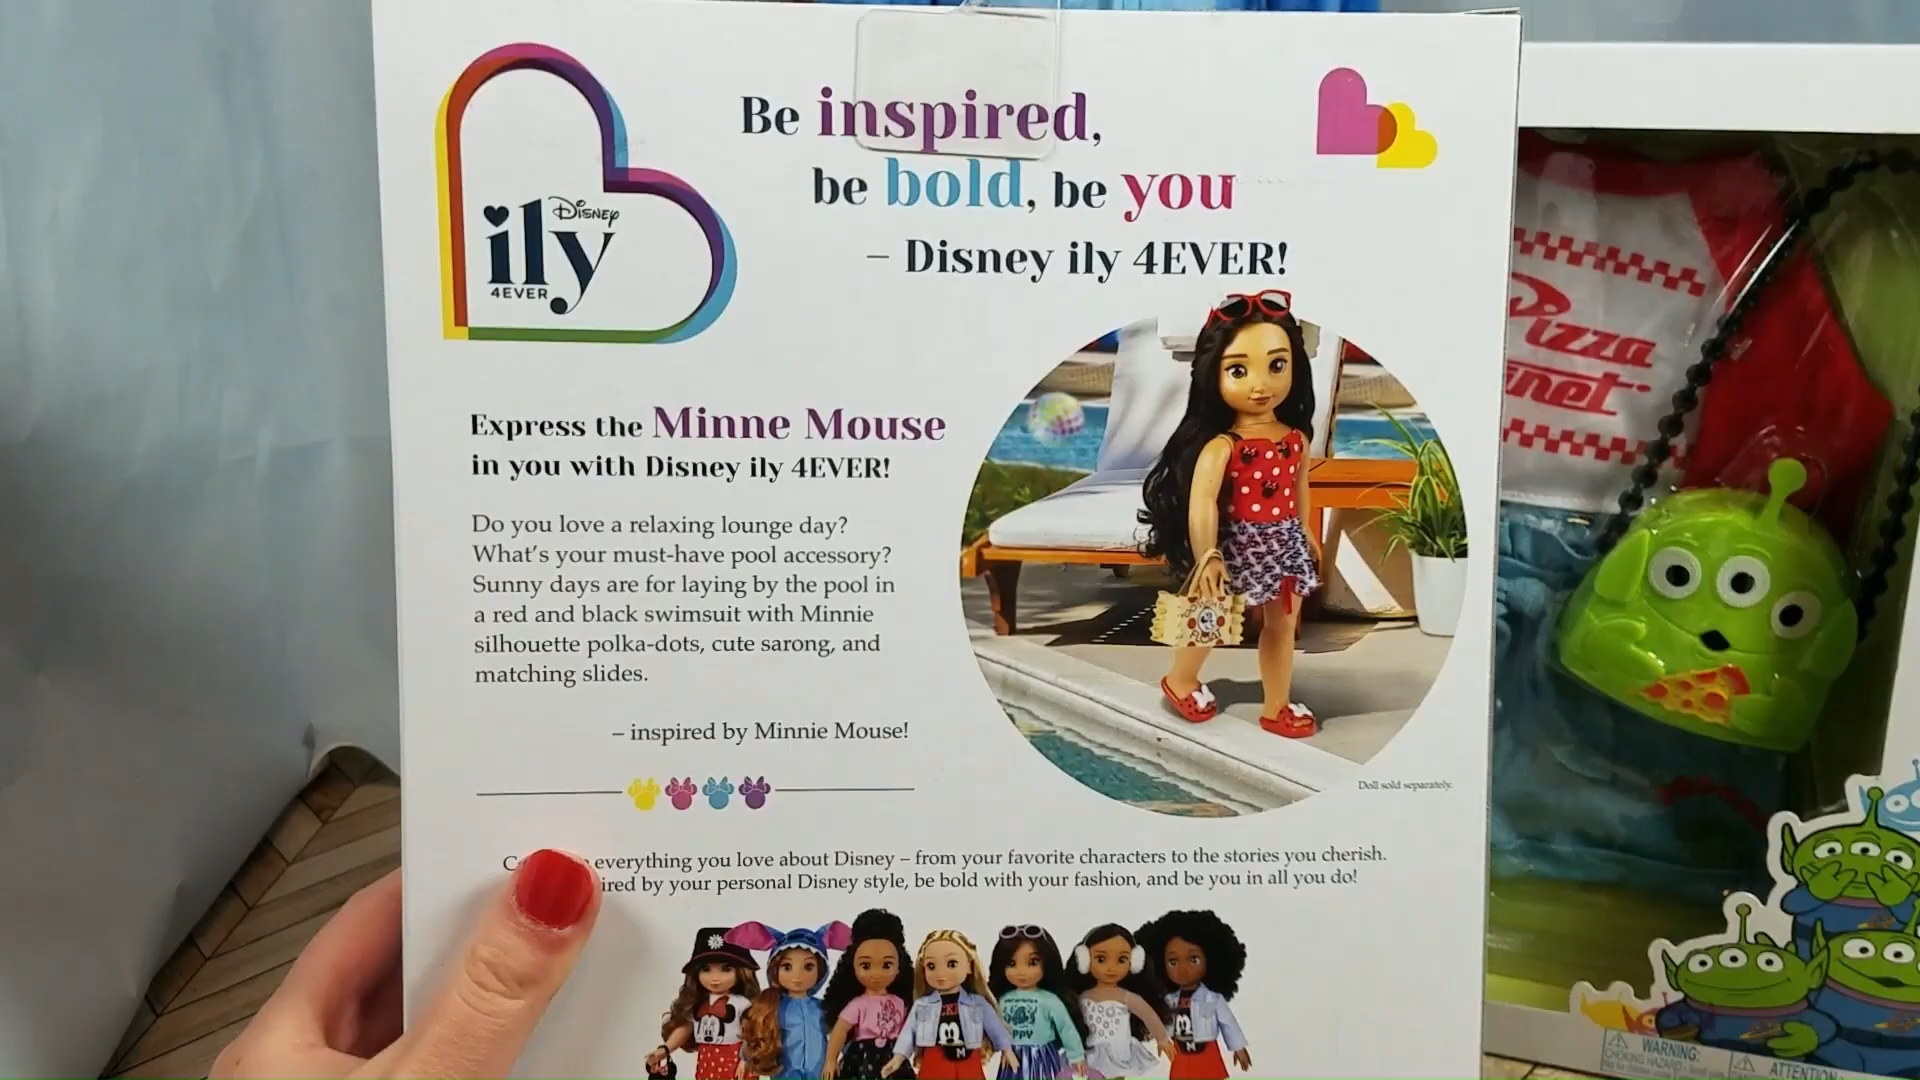 Be inspired,
be bold, be you
– Disney ily 4EVER!
Disney
ily
4EVER
Express the Minne Mouse
in you with Disney ily 4EVER!
Do you love a relaxing lounge day?
What's your must-have pool accessory?
Sunny days are for laying by the pool in
a red and black swimsuit with Minnie
silhouette polka-dots, cute sarong, and
matching slides.
– inspired by Minnie Mouse!
Doll sold separately.
everything you love about Disney – from your favorite characters to the stories you cherish.
by your personal Disney style, be bold with your fashion, and be you in all you do!
Pizza
WARNING:
CHOKING HAZARD
ATTENTION
FLOAT
M